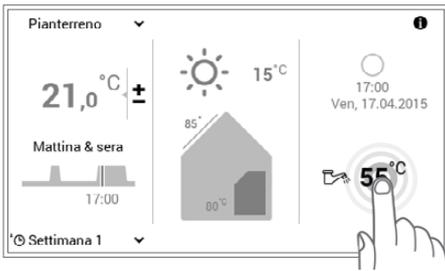 Pianterreno
21,0 °C ±
Mattina & sera
17:00
Settimana 1
15°C
85°
80°C
17:00
Ven, 17.04.2015
55°C